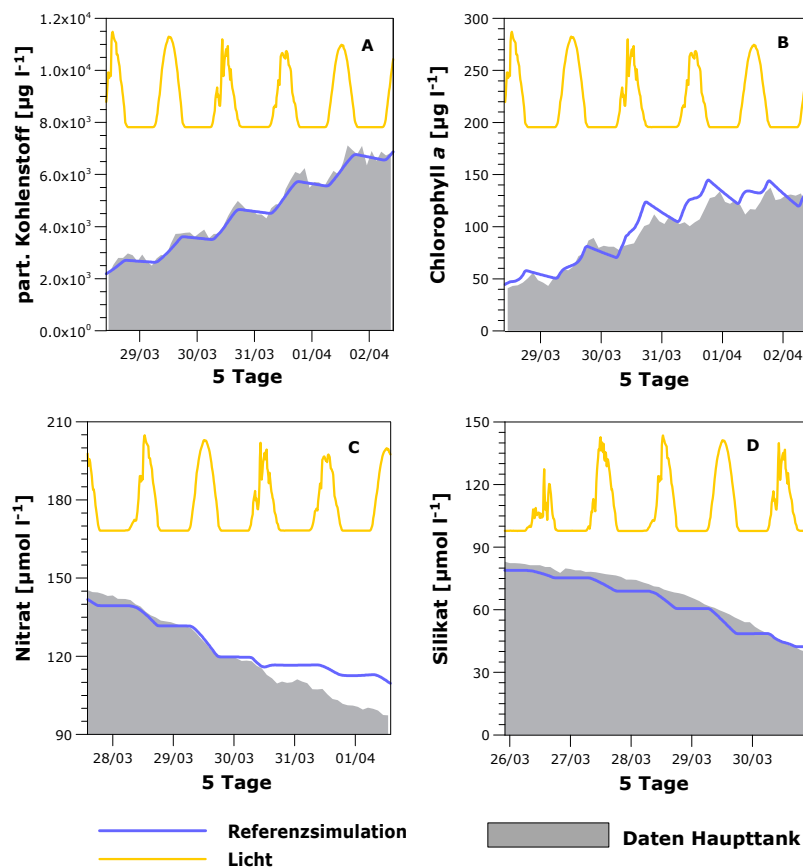 A
part. Kohlenstoff [µg l-1]
1.2x10⁴
1.0x10⁴
8.0x10³
6.0x10³
4.0x10³
2.0x10³
0.0x10⁰
29/03 30/03 31/03 01/04 02/04
5 Tage
B
Chlorophyll a [µg l-1]
300
250
200
150
100
50
0
29/03 30/03 31/03 01/04 02/04
5 Tage
C
Nitrat [µmol l-1]
210
180
150
120
90
28/03 29/03 30/03 31/03 01/04
5 Tage
D
Silikat [µmol l-1]
150
120
90
60
30
0
26/03 27/03 28/03 29/03 30/03
5 Tage
Referenzsimulation
Licht
Daten Haupttank